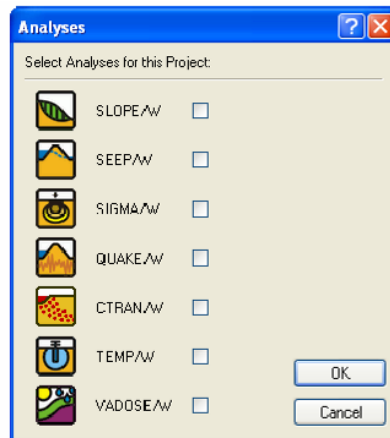 Analyses
Select Analyses for this Project:
SLOPE/W
SEEP/W
SIGMA/W
QUAKE/W
CTRAN/W
TEMP/W
VADOSE/W
OK
Cancel